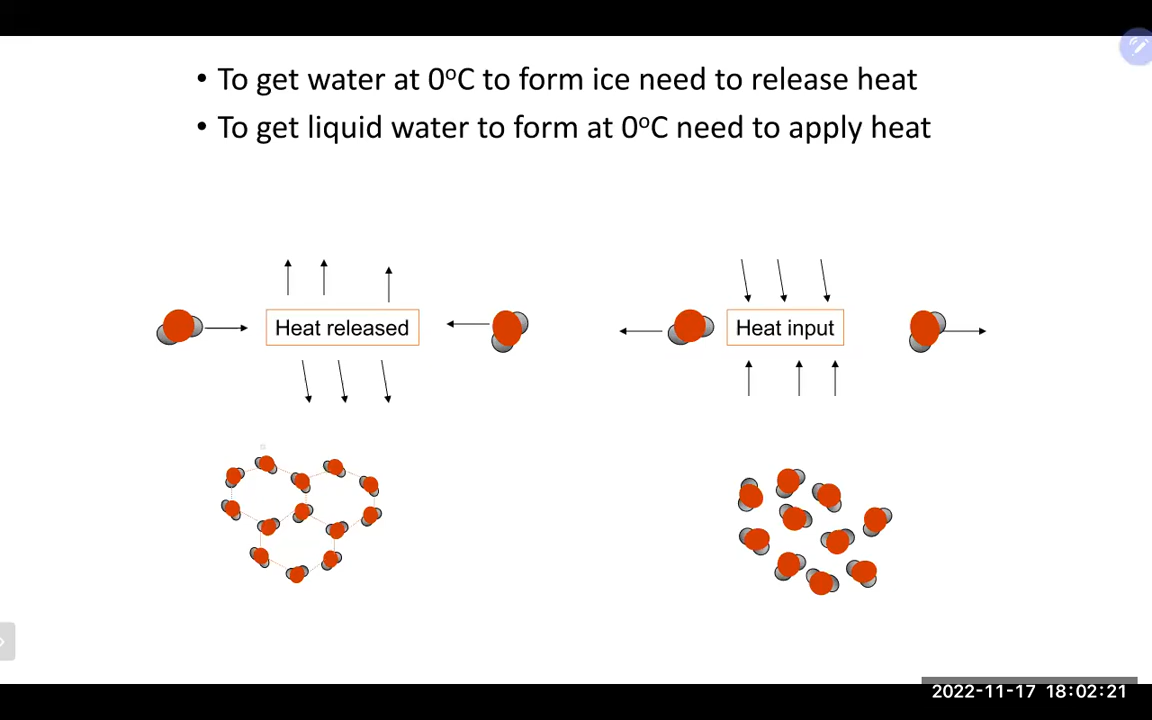 • To get water at 0ºC to form ice need to release heat
• To get liquid water to form at 0ºC need to apply heat
Heat released
Heat input
2022-11-17 18:02:21